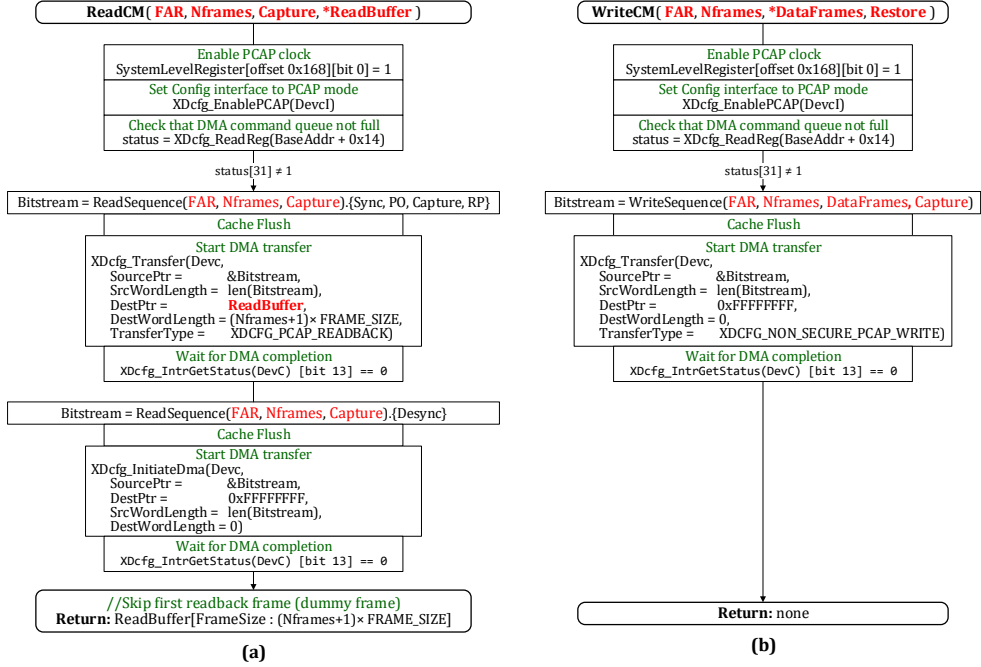 ReadCM( FAR, Nframes, Capture, *ReadBuffer )
Enable PCAP clock
SystemLevelRegister[offset 0x168][bit 0] = 1
Set Config interface to PCAP mode
XDcfg_EnablePCAP(DevcI)
Check that DMA command queue not full
status = XDcfg_ReadReg(BaseAddr + 0x14)
status[31] ≠ 1
Bitstream = ReadSequence(FAR, Nframes, Capture).{Sync, PO, Capture, RP}
Cache Flush
Start DMA transfer
XDcfg_Transfer(Devc,
SourcePtr = &Bitstream,
SrcWordLength = len(Bitstream),
DestPtr = ReadBuffer,
DestWordLength = (Nframes+1)× FRAME_SIZE,
TransferType = XDCFG_PCAP_READBACK)
Wait for DMA completion
XDcfg_IntrGetStatus(DevC) [bit 13] == 0
Bitstream = ReadSequence(FAR, Nframes, Capture).{Desync}
Cache Flush
Start DMA transfer
XDcfg_InitiateDma(Devc,
SourcePtr = &Bitstream,
DestPtr = 0xFFFFFFFF,
SrcWordLength = len(Bitstream),
DestWordLength = 0)
Wait for DMA completion
XDcfg_IntrGetStatus(DevC) [bit 13] == 0
//Skip first readback frame (dummy frame)
Return: ReadBuffer[FrameSize : (Nframes+1)× FRAME_SIZE]
(a)
WriteCM( FAR, Nframes, *DataFrames, Restore )
Enable PCAP clock
SystemLevelRegister[offset 0x168][bit 0] = 1
Set Config interface to PCAP mode
XDcfg_EnablePCAP(DevcI)
Check that DMA command queue not full
status = XDcfg_ReadReg(BaseAddr + 0x14)
status[31] ≠ 1
Bitstream = WriteSequence(FAR, Nframes, DataFrames, Capture)
Cache Flush
Start DMA transfer
XDcfg_Transfer(Devc,
SourcePtr = &Bitstream,
SrcWordLength = len(Bitstream),
DestPtr = 0xFFFFFFFF,
DestWordLength = 0,
TransferType = XDCFG_NON_SECURE_PCAP_WRITE)
Wait for DMA completion
XDcfg_IntrGetStatus(DevC) [bit 13] == 0
Return: none
(b)